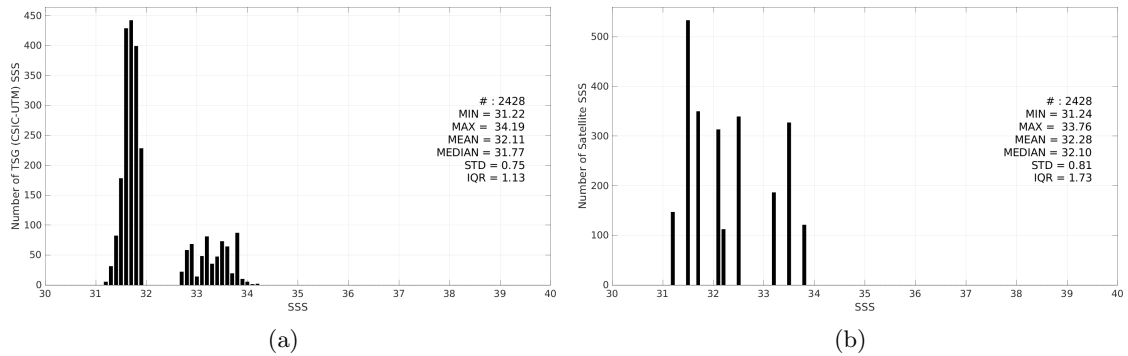 450
400
350
300
250
200
150
100
50
0
Number of TSG (CSIC-UTM) SSS
# : 2428
MIN = 31.22
MAX = 34.19
MEAN = 32.11
MEDIAN = 31.77
STD = 0.75
IQR = 1.13
30 31 32 33 34 35 36 37 38 39 40
SSS
(a)
500
400
300
200
100
0
Number of Satellite SSS
# : 2428
MIN = 31.24
MAX = 33.76
MEAN = 32.28
MEDIAN = 32.10
STD = 0.81
IQR = 1.73
30 31 32 33 34 35 36 37 38 39 40
SSS
(b)